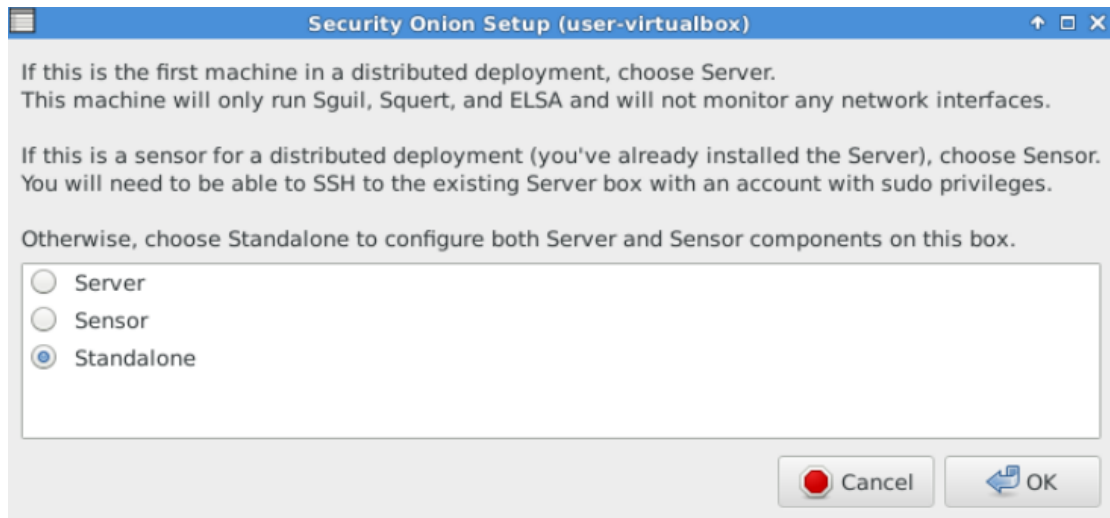 Security Onion Setup (user-virtualbox)
If this is the first machine in a distributed deployment, choose Server.
This machine will only run Sguil, Squert, and ELSA and will not monitor any network interfaces.
If this is a sensor for a distributed deployment (you've already installed the Server), choose Sensor.
You will need to be able to SSH to the existing Server box with an account with sudo privileges.
Otherwise, choose Standalone to configure both Server and Sensor components on this box.
Server
Sensor
Standalone
Cancel OK